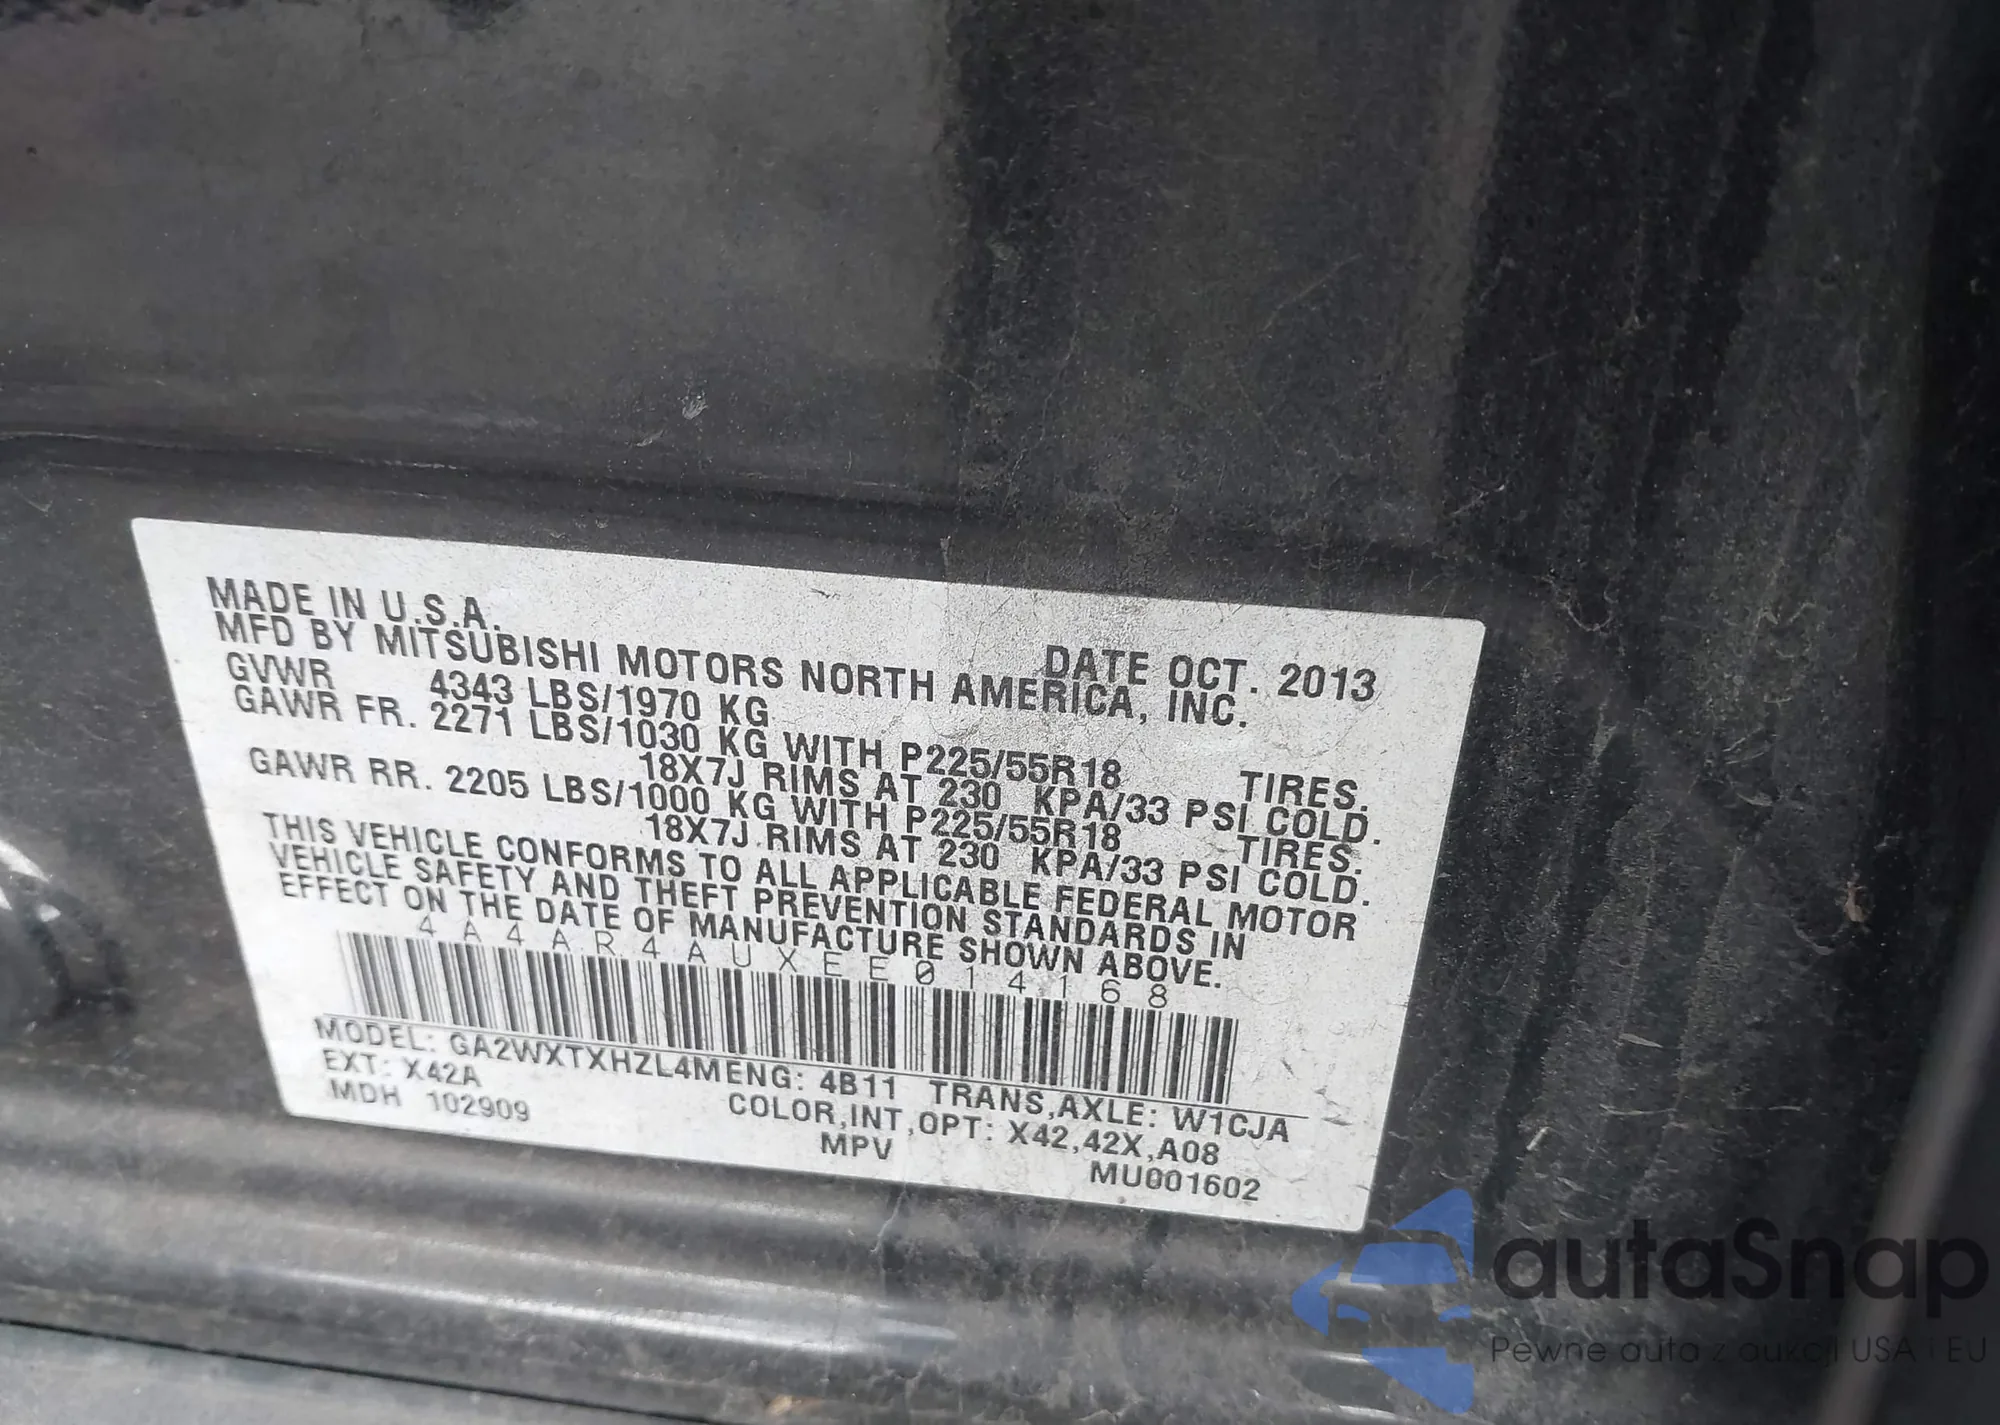 MADE IN U.S.A.
DATE OCT. 2013
MFD BY MITSUBISHI MOTORS NORTH AMERICA, INC.
GVWR 4343 LBS/1970 KG
GAWR FR. 2271 LBS/1030 KG WITH P225/55R18 TIRES.
18X7J RIMS AT 230 KPA/33 PSI COLD.
GAWR RR. 2205 LBS/1000 KG WITH P225/55R18 TIRES.
18X7J RIMS AT 230 KPA/33 PSI COLD.
THIS VEHICLE CONFORMS TO ALL APPLICABLE FEDERAL MOTOR
VEHICLE SAFETY AND THEFT PREVENTION STANDARDS IN
EFFECT ON THE DATE OF MANUFACTURE SHOWN ABOVE.
4A4AR4AUXEE014168
MODEL: GA2WXTXHZL4MENG: 4B11 TRANS,AXLE: W1CJA
EXT: X42A COLOR,INT,OPT: X42,42X,A08
MDH 102909 MPV MU001602
autaSnap
Pewne auta z aukcji USA i EU